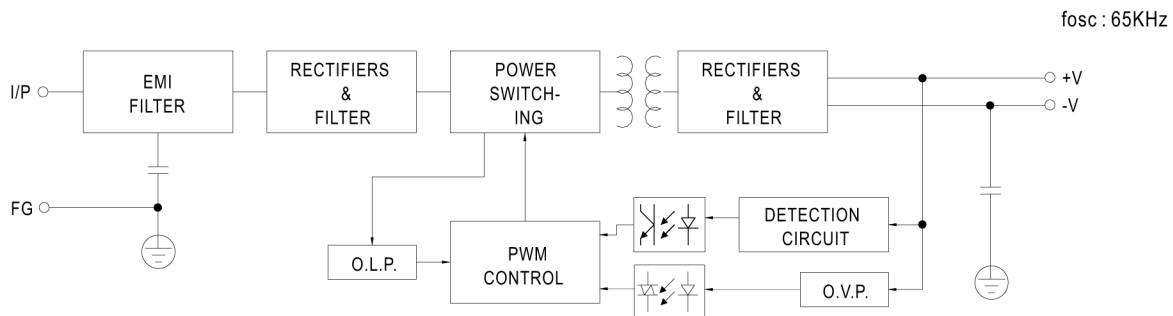 fosc : 65KHz
I/P
EMI
FILTER
RECTIFIERS
&
FILTER
POWER
SWITCH-
ING
RECTIFIERS
&
FILTER
+V
-V
FG
O.L.P.
PWM
CONTROL
DETECTION
CIRCUIT
O.V.P.